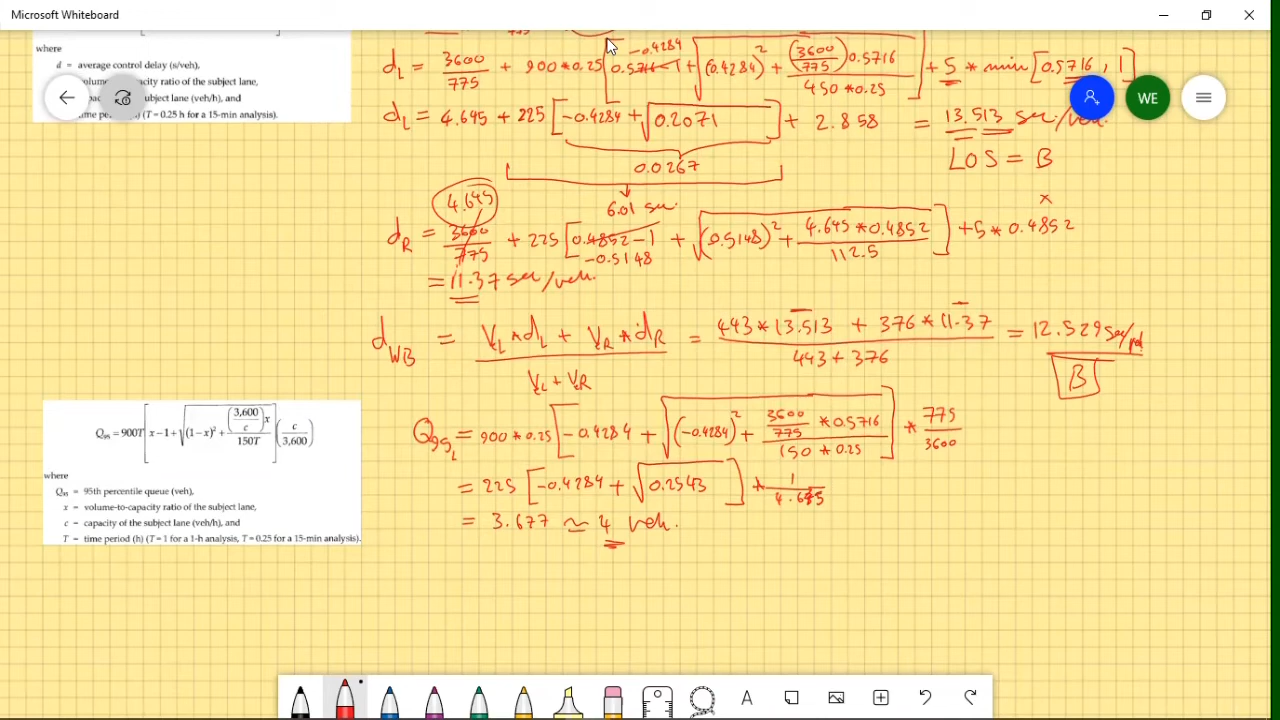 Microsoft Whiteboard
where
d = average control delay (s/veh),
volume-to-capacity ratio of the subject lane,
subject lane (veh/h), and
time period (h) (T = 0.25 h for a 15-min analysis).
WE
d_L = 3600/775 + 900*0.25 [0.5716-1 -0.4284 + √((0.4284)² + (3600/775)0.5716/450*0.25)] + 5 * min [0.5716, 1]
d_L = 4.645 + 225 [-0.4284 + √0.2071] + 2.858 = 13.513 sec/veh.
0.0267
LOS = B
6.01 sec.
4.645
x
d_R = 3600/775 + 225 [0.4852-1 + √((0.5148)² + 4.645*0.4852/112.5)] + 5 * 0.4852
-0.5148
= 11.37 sec/veh.
d_WB = V_L * d_L + V_R * d_R / V_L + V_R = 443*13.513 + 376*11.37 / 443+376 = 12.529 sec/veh
B
Q_95 = 900T [x-1+√((1-x)²+(3,600/c)x/150T)] (c/3,600)
where
Q_95 = 95th percentile queue (veh),
x = volume-to-capacity ratio of the subject lane,
c = capacity of the subject lane (veh/h), and
T = time period (h) (T = 1 for a 1-h analysis, T = 0.25 for a 15-min analysis).
Q_95L = 900*0.25 [-0.4284 + √((-0.4284)² + 3600/775 * 0.5716/150*0.25)] * 775/3600
= 225 [-0.4284 + √0.2543] * 1/4.645
= 3.677 ≃ 4 veh.
A